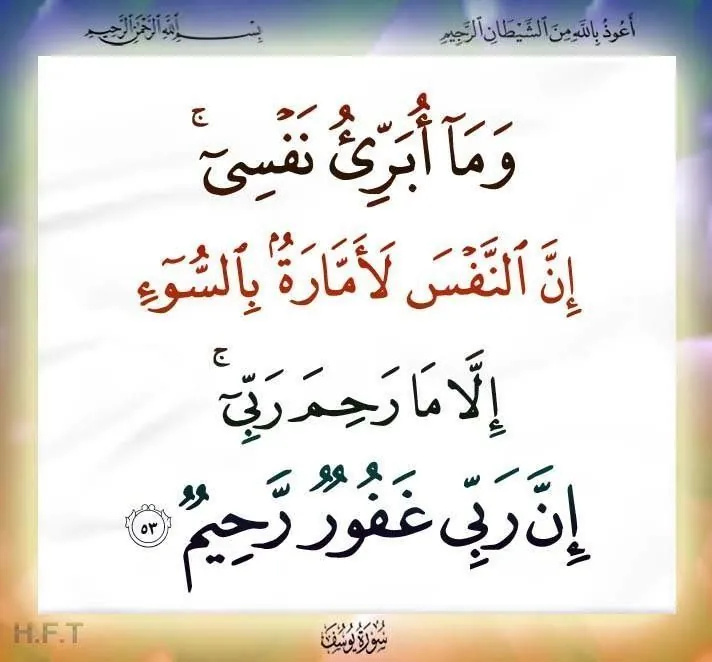 أَعُوذُ بِاللَّهِ مِنَ الشَّيْطَانِ الرَّجِيمِ
بِسْمِ اللَّهِ الرَّحْمَٰنِ الرَّحِيمِ
وَمَآ أُبَرِّئُ نَفْسِىٓ ۚ
إِنَّ ٱلنَّفْسَ لَأَمَّارَةٌۢ بِٱلسُّوٓءِ
إِلَّا مَا رَحِمَ رَبِّىٓ ۚ
إِنَّ رَبِّى غَفُورٌ رَّحِيمٌ ٥٣
سُورَةُ يُوسُفَ
H.F.T